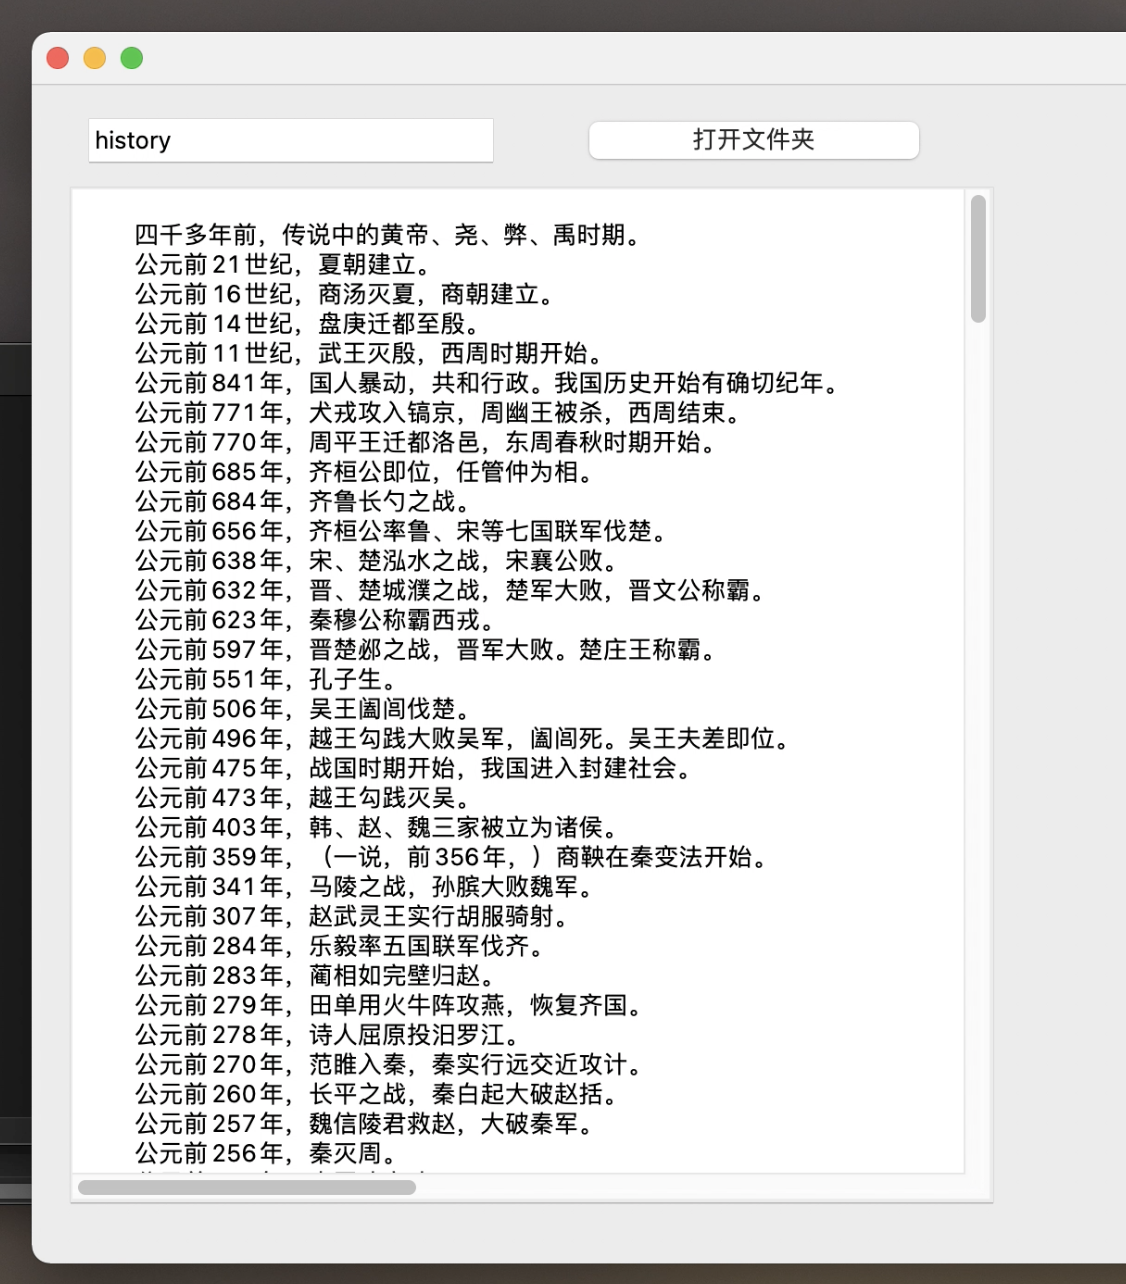 history
打开文件夹
四千多年前，传说中的黄帝、尧、弊、禹时期。
公元前21世纪，夏朝建立。
公元前16世纪，商汤灭夏，商朝建立。
公元前14世纪，盘庚迁都至殷。
公元前11世纪，武王灭殷，西周时期开始。
公元前841年，国人暴动，共和行政。我国历史开始有确切纪年。
公元前771年，犬戎攻入镐京，周幽王被杀，西周结束。
公元前770年，周平王迁都洛邑，东周春秋时期开始。
公元前685年，齐桓公即位，任管仲为相。
公元前684年，齐鲁长勺之战。
公元前656年，齐桓公率鲁、宋等七国联军伐楚。
公元前638年，宋、楚泓水之战，宋襄公败。
公元前632年，晋、楚城濮之战，楚军大败，晋文公称霸。
公元前623年，秦穆公称霸西戎。
公元前597年，晋楚邲之战，晋军大败。楚庄王称霸。
公元前551年，孔子生。
公元前506年，吴王阖闾伐楚。
公元前496年，越王勾践大败吴军，阖闾死。吴王夫差即位。
公元前475年，战国时期开始，我国进入封建社会。
公元前473年，越王勾践灭吴。
公元前403年，韩、赵、魏三家被立为诸侯。
公元前359年，（一说，前356年，）商鞅在秦变法开始。
公元前341年，马陵之战，孙膑大败魏军。
公元前307年，赵武灵王实行胡服骑射。
公元前284年，乐毅率五国联军伐齐。
公元前283年，蔺相如完璧归赵。
公元前279年，田单用火牛阵攻燕，恢复齐国。
公元前278年，诗人屈原投汨罗江。
公元前270年，范睢入秦，秦实行远交近攻计。
公元前260年，长平之战，秦白起大破赵括。
公元前257年，魏信陵君救赵，大破秦军。
公元前256年，秦灭周。